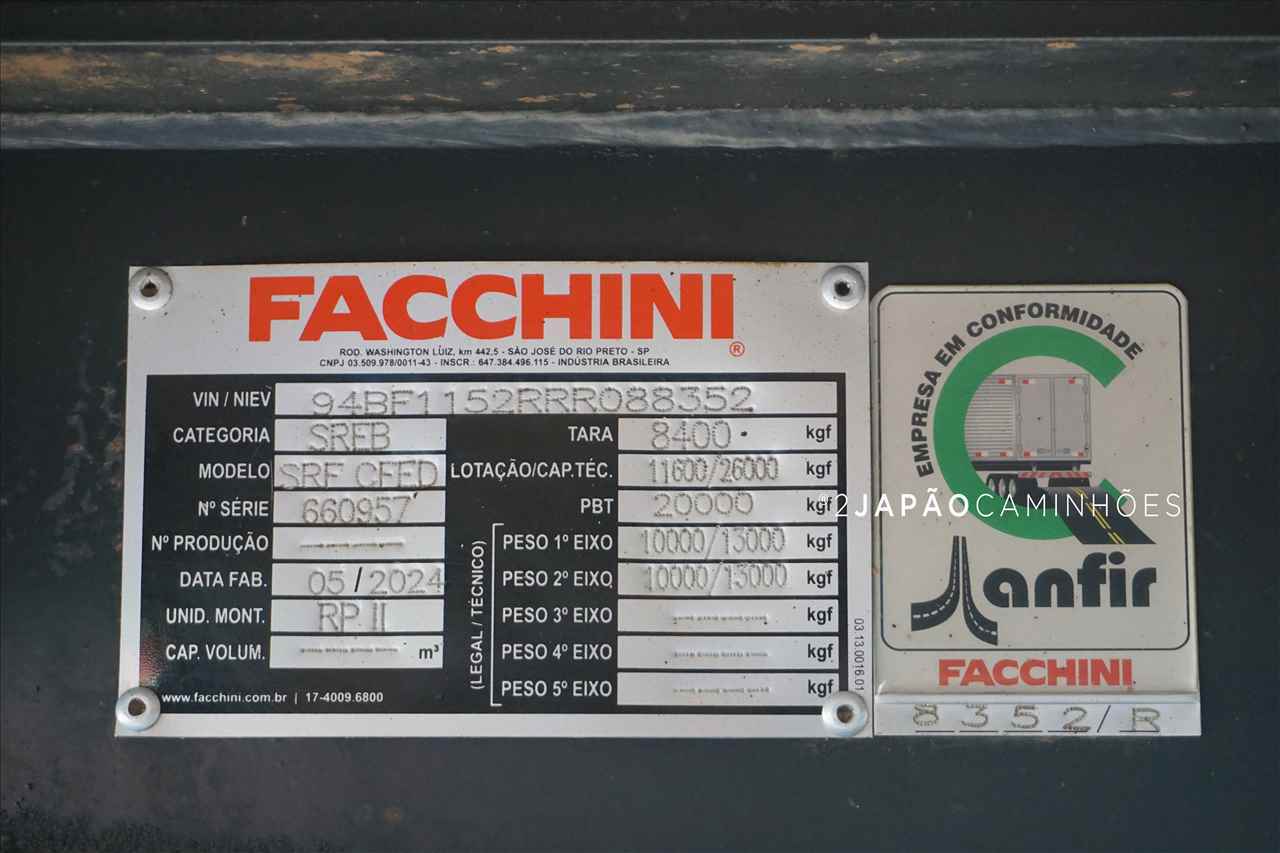 FACCHINI
®
ROD. WASHINGTON LUIZ, km 442,5 - SÃO JOSÉ DO RIO PRETO - SP
CNPJ 03.509.978/0011-43 - INSCR.: 647.384.496.115 - INDÚSTRIA BRASILEIRA
VIN / NIEV 94BF1152RRR088352
CATEGORIA SREB TARA 8400 kgf
MODELO SRF CFED LOTAÇÃO/CAP.TÉC. 11600/26000 kgf
Nº SÉRIE 660957 PBT 20000 kgf
Nº PRODUÇÃO ------ PESO 1º EIXO 10000/13000 kgf
DATA FAB. 05/2024 PESO 2º EIXO 10000/13000 kgf
UNID. MONT. RP II PESO 3º EIXO ------ kgf
CAP. VOLUM. ------ m³ PESO 4º EIXO ------ kgf
PESO 5º EIXO ------ kgf
(LEGAL / TÉCNICO)
www.facchini.com.br | 17-4009.6800
03.13.0016.01
EMPRESA EM CONFORMIDADE
JAPÃOCAMINHÕES
anfir
FACCHINI
8352/R